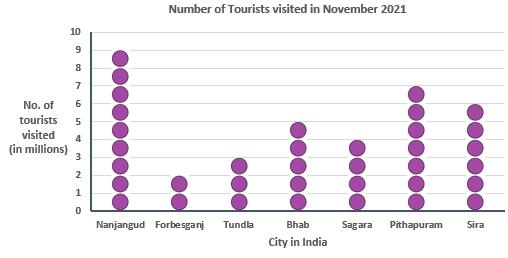 Number of Tourists visited in November 2021
10
9
8
7
6
5
4
3
2
1
0
No. of
tourists
visited
(in millions)
Nanjangud Forbesganj Tundla Bhab Sagara Pithapuram Sira
City in India